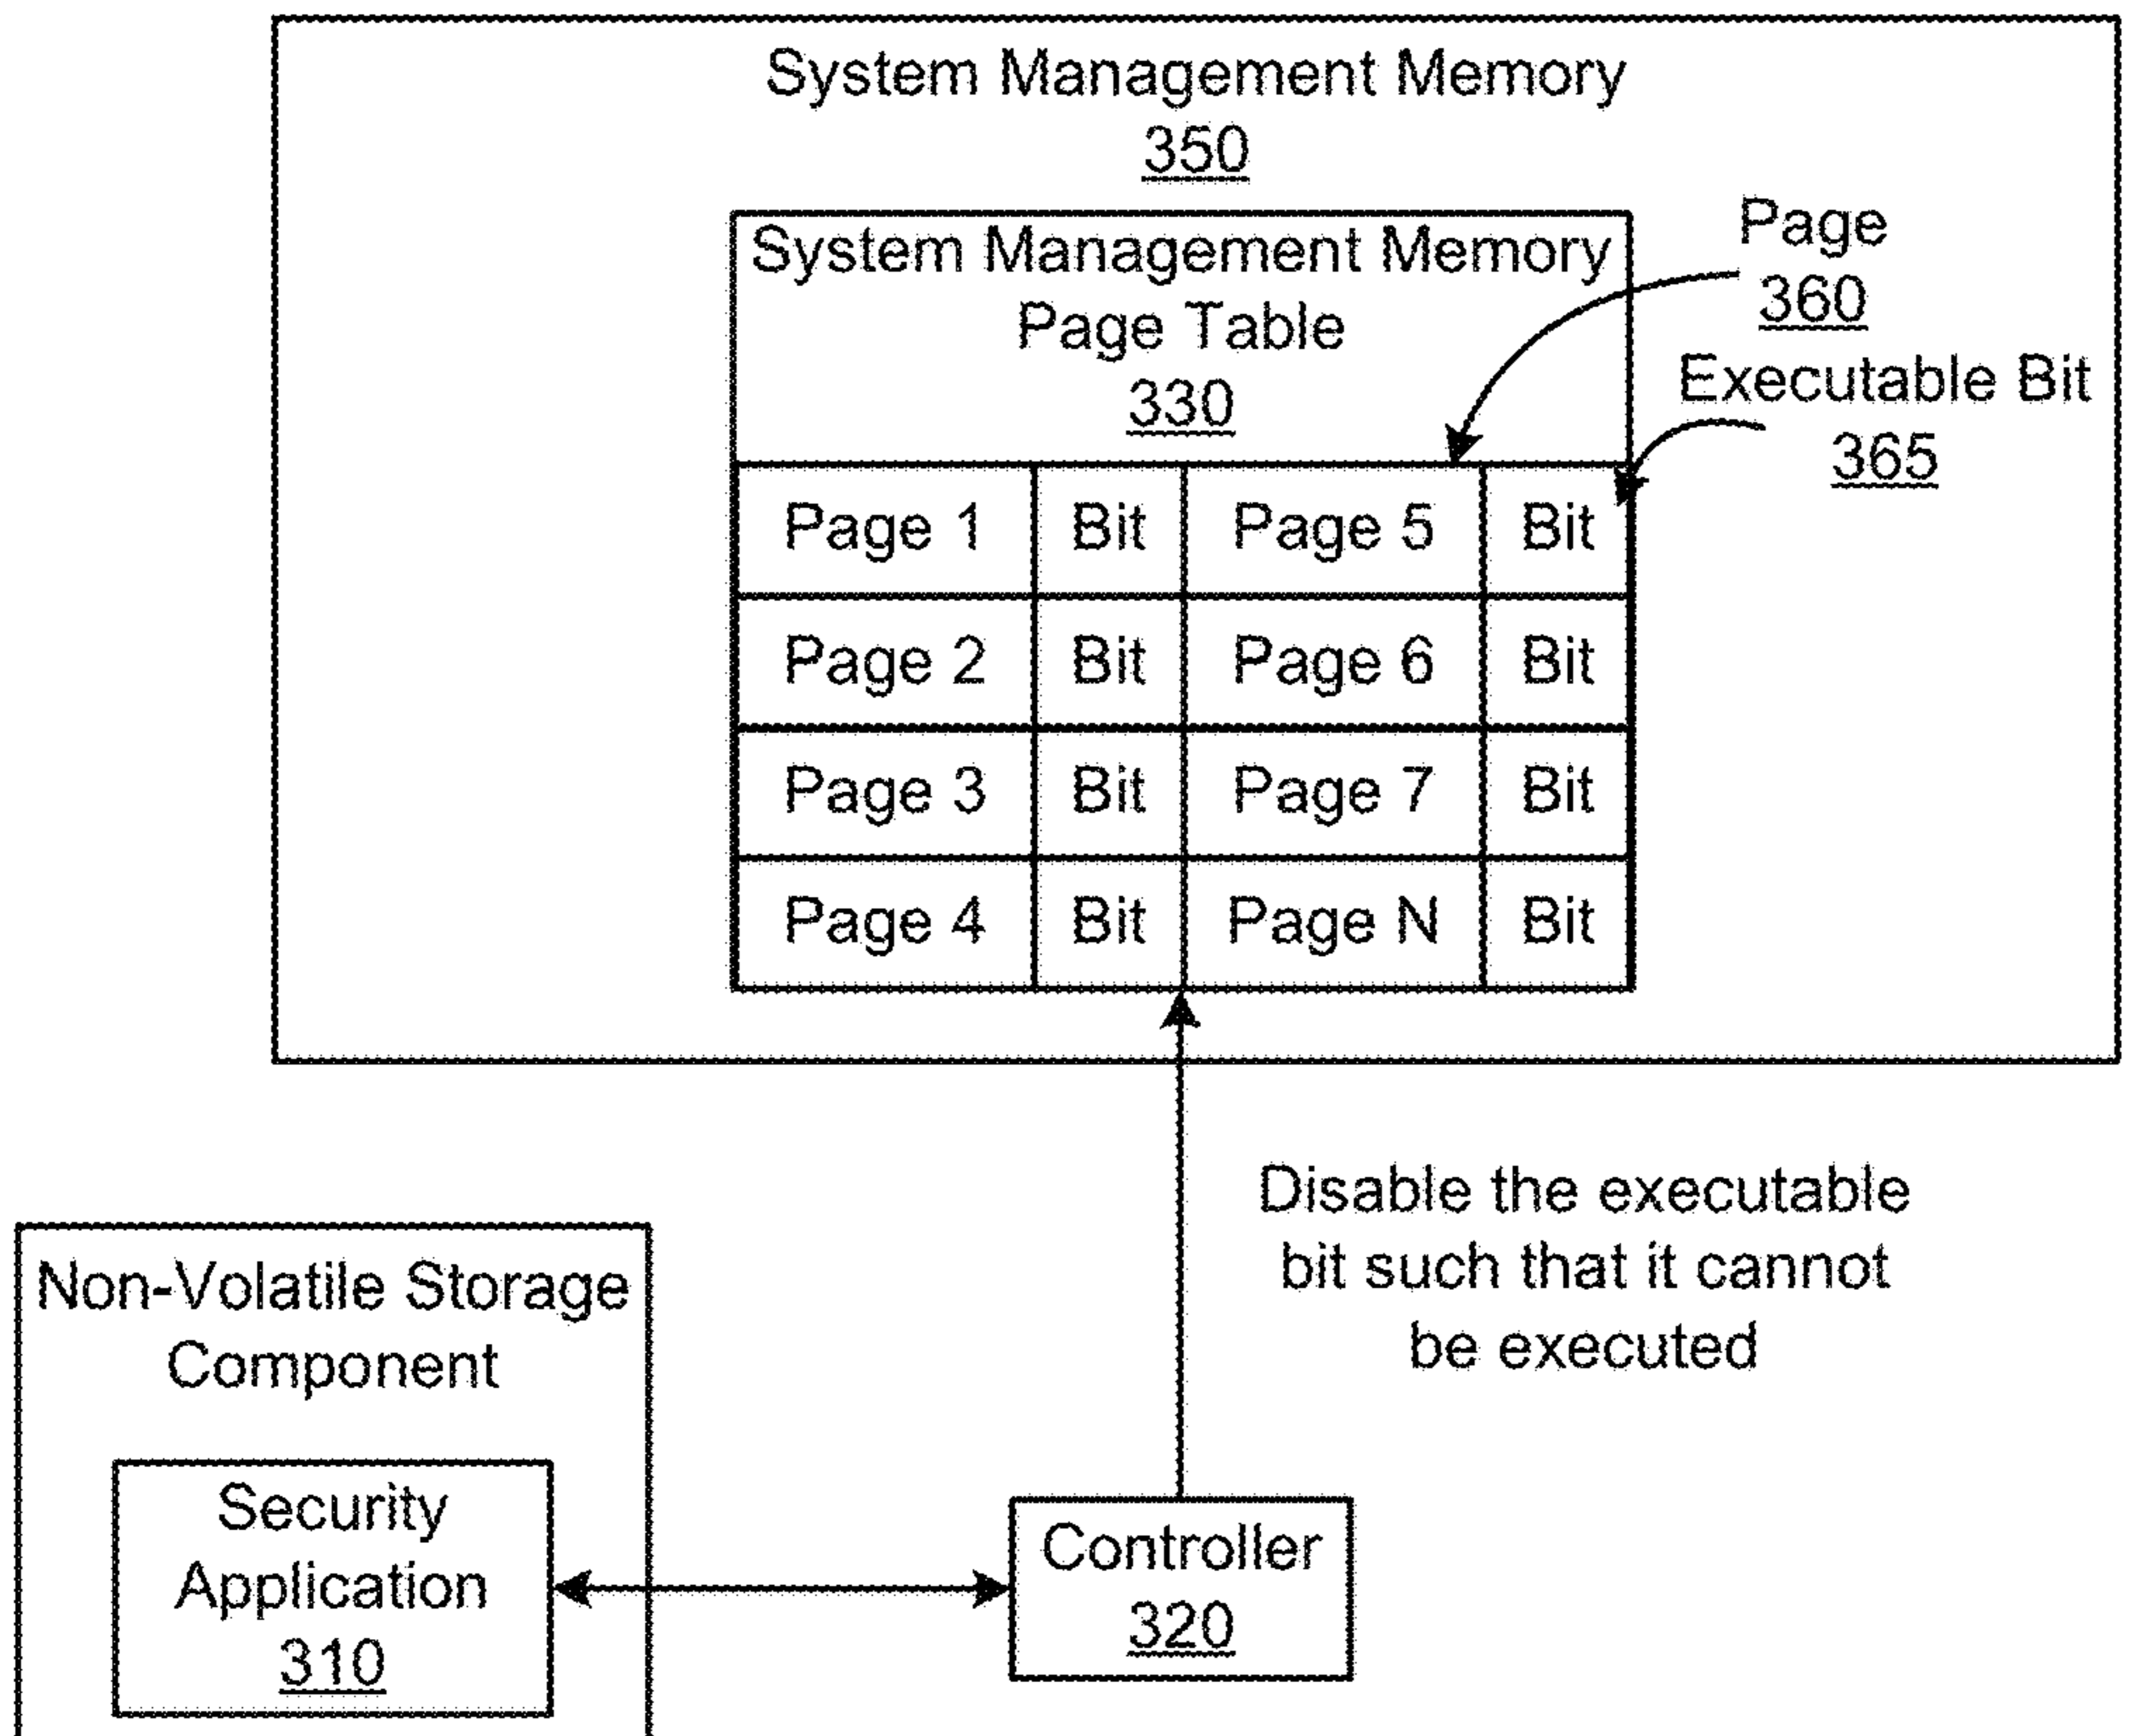 System Management Memory
350
System Management Memory
Page Table
330
Page
360
Executable Bit
365
Page 1 Bit Page 5 Bit
Page 2 Bit Page 6 Bit
Page 3 Bit Page 7 Bit
Page 4 Bit Page N Bit
Disable the executable
bit such that it cannot
be executed
Non-Volatile Storage
Component
Security
Application
310
Controller
320